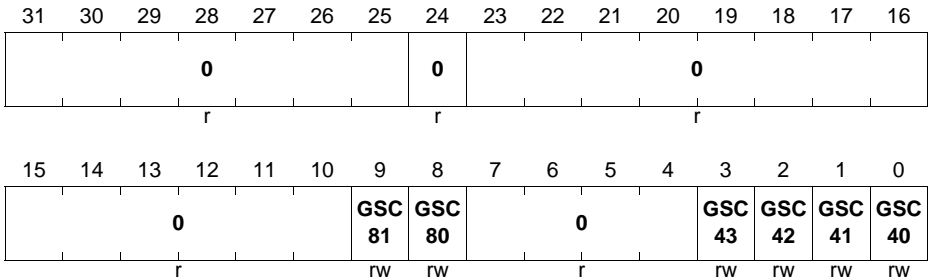 31 30 29 28 27 26 25 24 23 22 21 20 19 18 17 16
0 0 0
r r r
15 14 13 12 11 10 9 8 7 6 5 4 3 2 1 0
0 GSC 81 GSC 80 0 GSC 43 GSC 42 GSC 41 GSC 40
r rw rw r rw rw rw rw